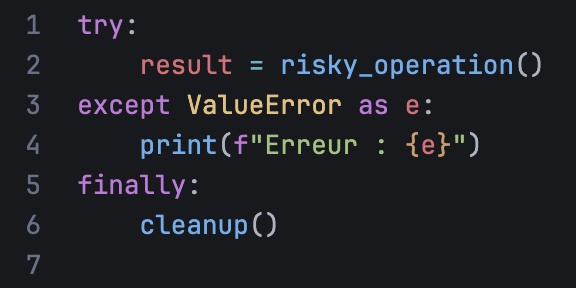 1 try:
2     result = risky_operation()
3 except ValueError as e:
4     print(f"Erreur : {e}")
5 finally:
6     cleanup()
7